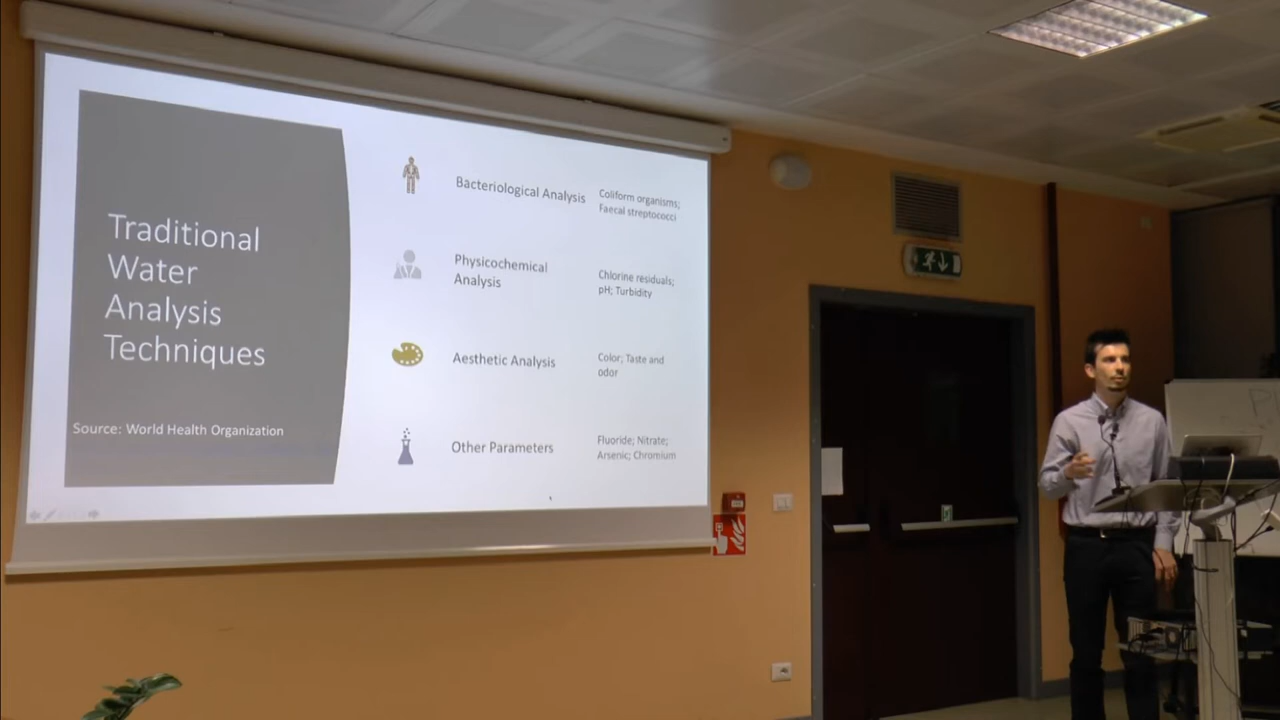 Traditional
Water
Analysis
Techniques
Source: World Health Organization
Bacteriological Analysis
Coliform organisms;
Faecal streptococci
Physicochemical
Analysis
Chlorine residuals;
pH; Turbidity
Aesthetic Analysis
Color; Taste and
odor
Other Parameters
Fluoride; Nitrate;
Arsenic; Chromium